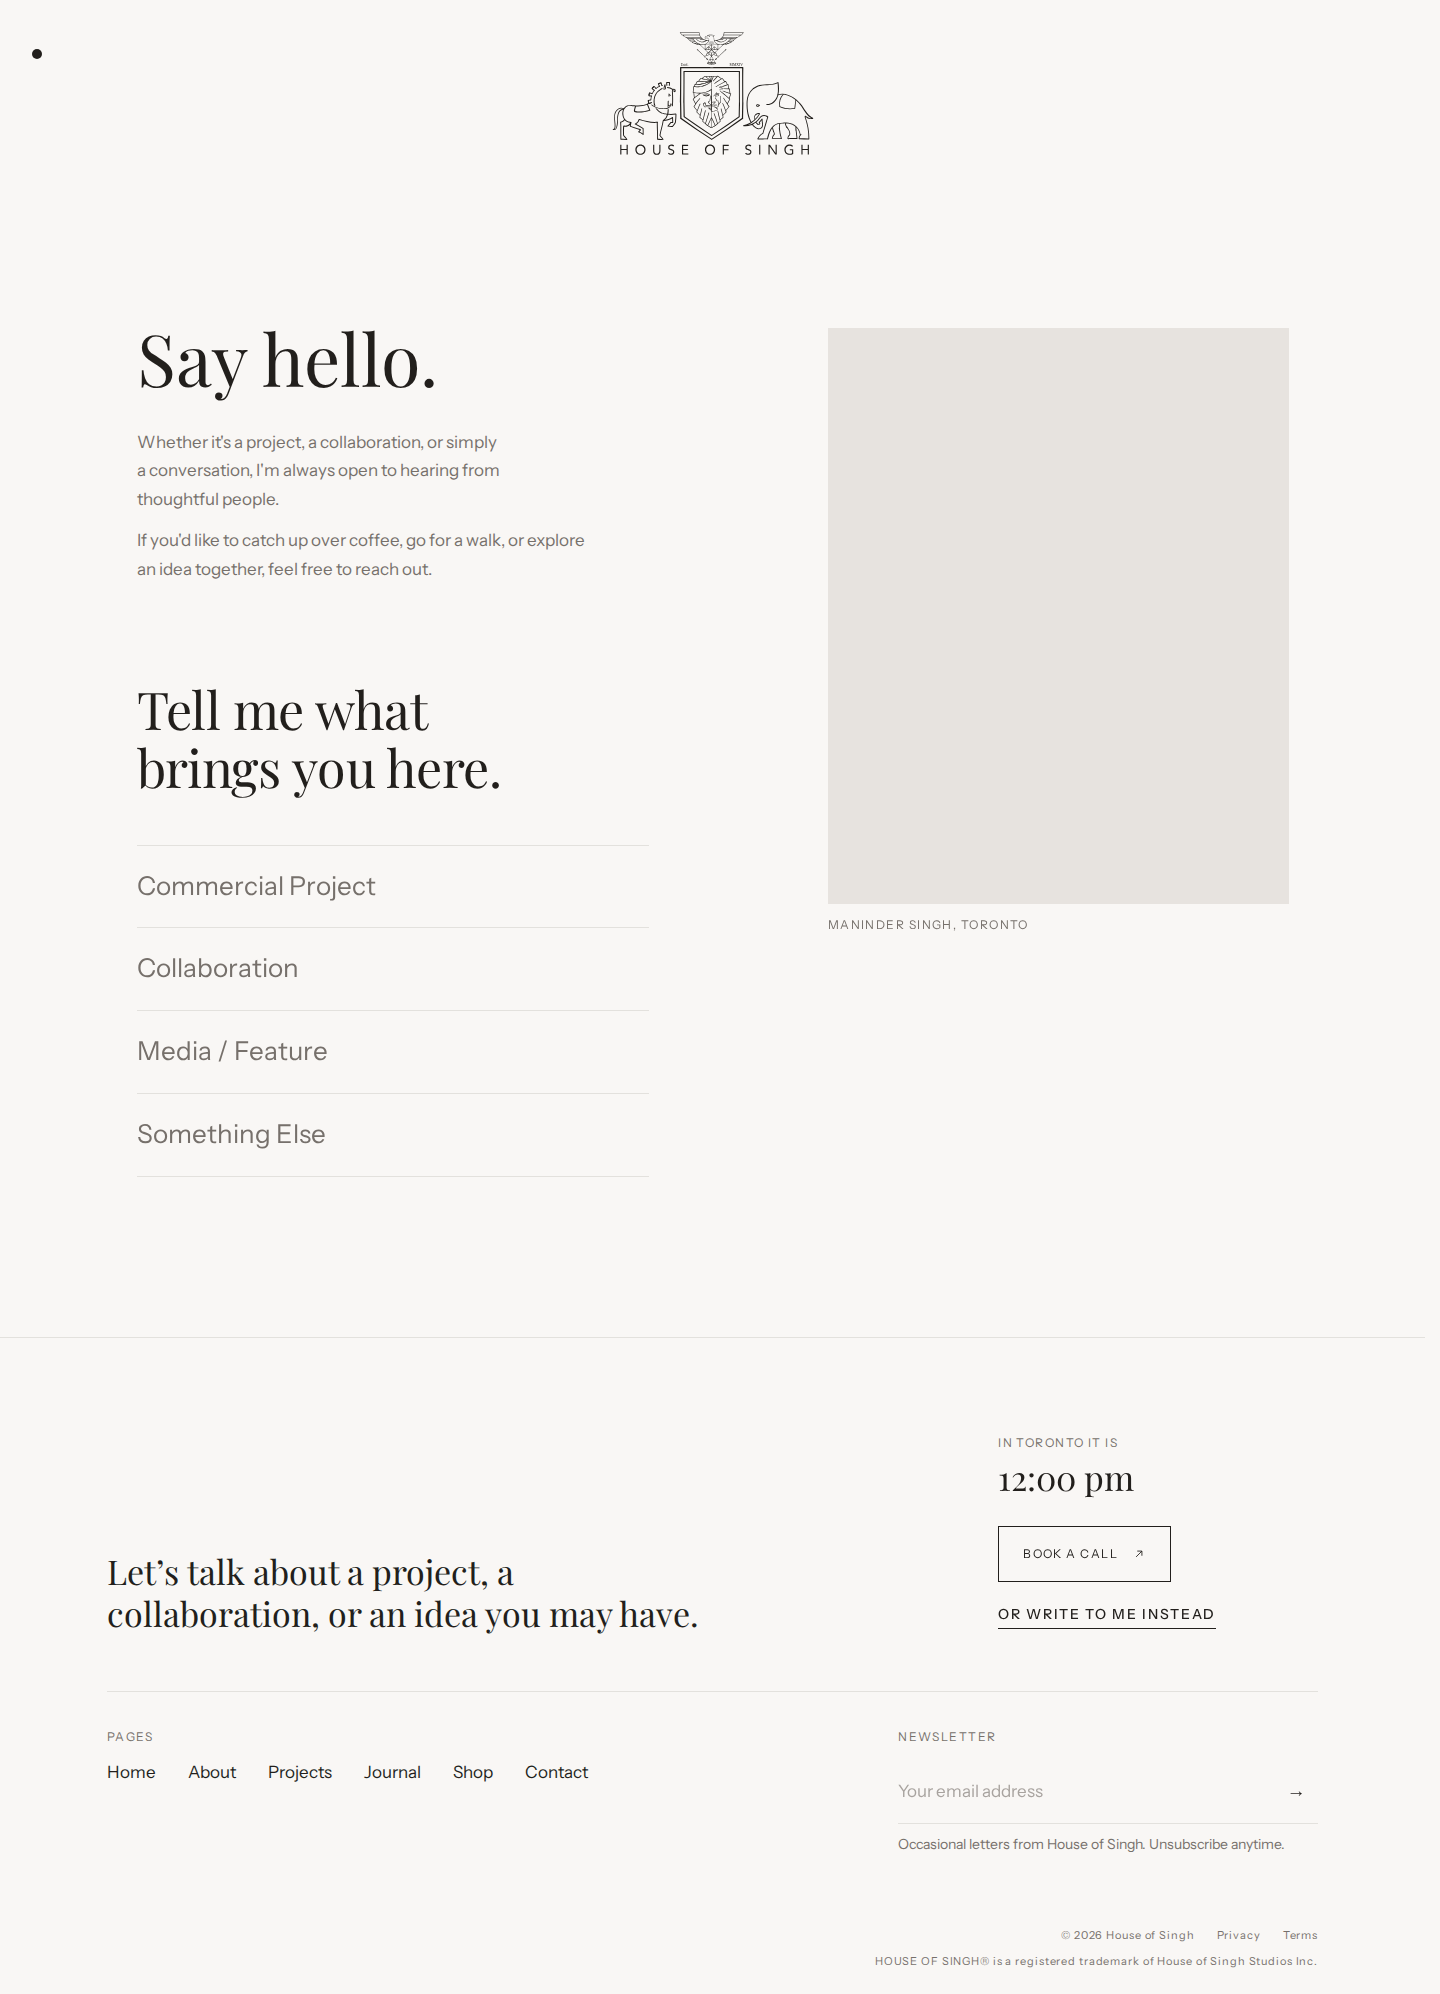 Est.
MMXIV
HOUSE OF SINGH
Say hello.
Whether it's a project, a collaboration, or simply
a conversation, I'm always open to hearing from
thoughtful people.
If you'd like to catch up over coffee, go for a walk, or explore
an idea together, feel free to reach out.
MANINDER SINGH, TORONTO
Tell me what
brings you here.
Commercial Project
Collaboration
Media / Feature
Something Else
IN TORONTO IT IS
12:00 pm
BOOK A CALL ↗
OR WRITE TO ME INSTEAD
Let’s talk about a project, a
collaboration, or an idea you may have.
PAGES
Home About Projects Journal Shop Contact
NEWSLETTER
Your email address →
Occasional letters from House of Singh. Unsubscribe anytime.
© 2026 House of Singh Privacy Terms
HOUSE OF SINGH® is a registered trademark of House of Singh Studios Inc.